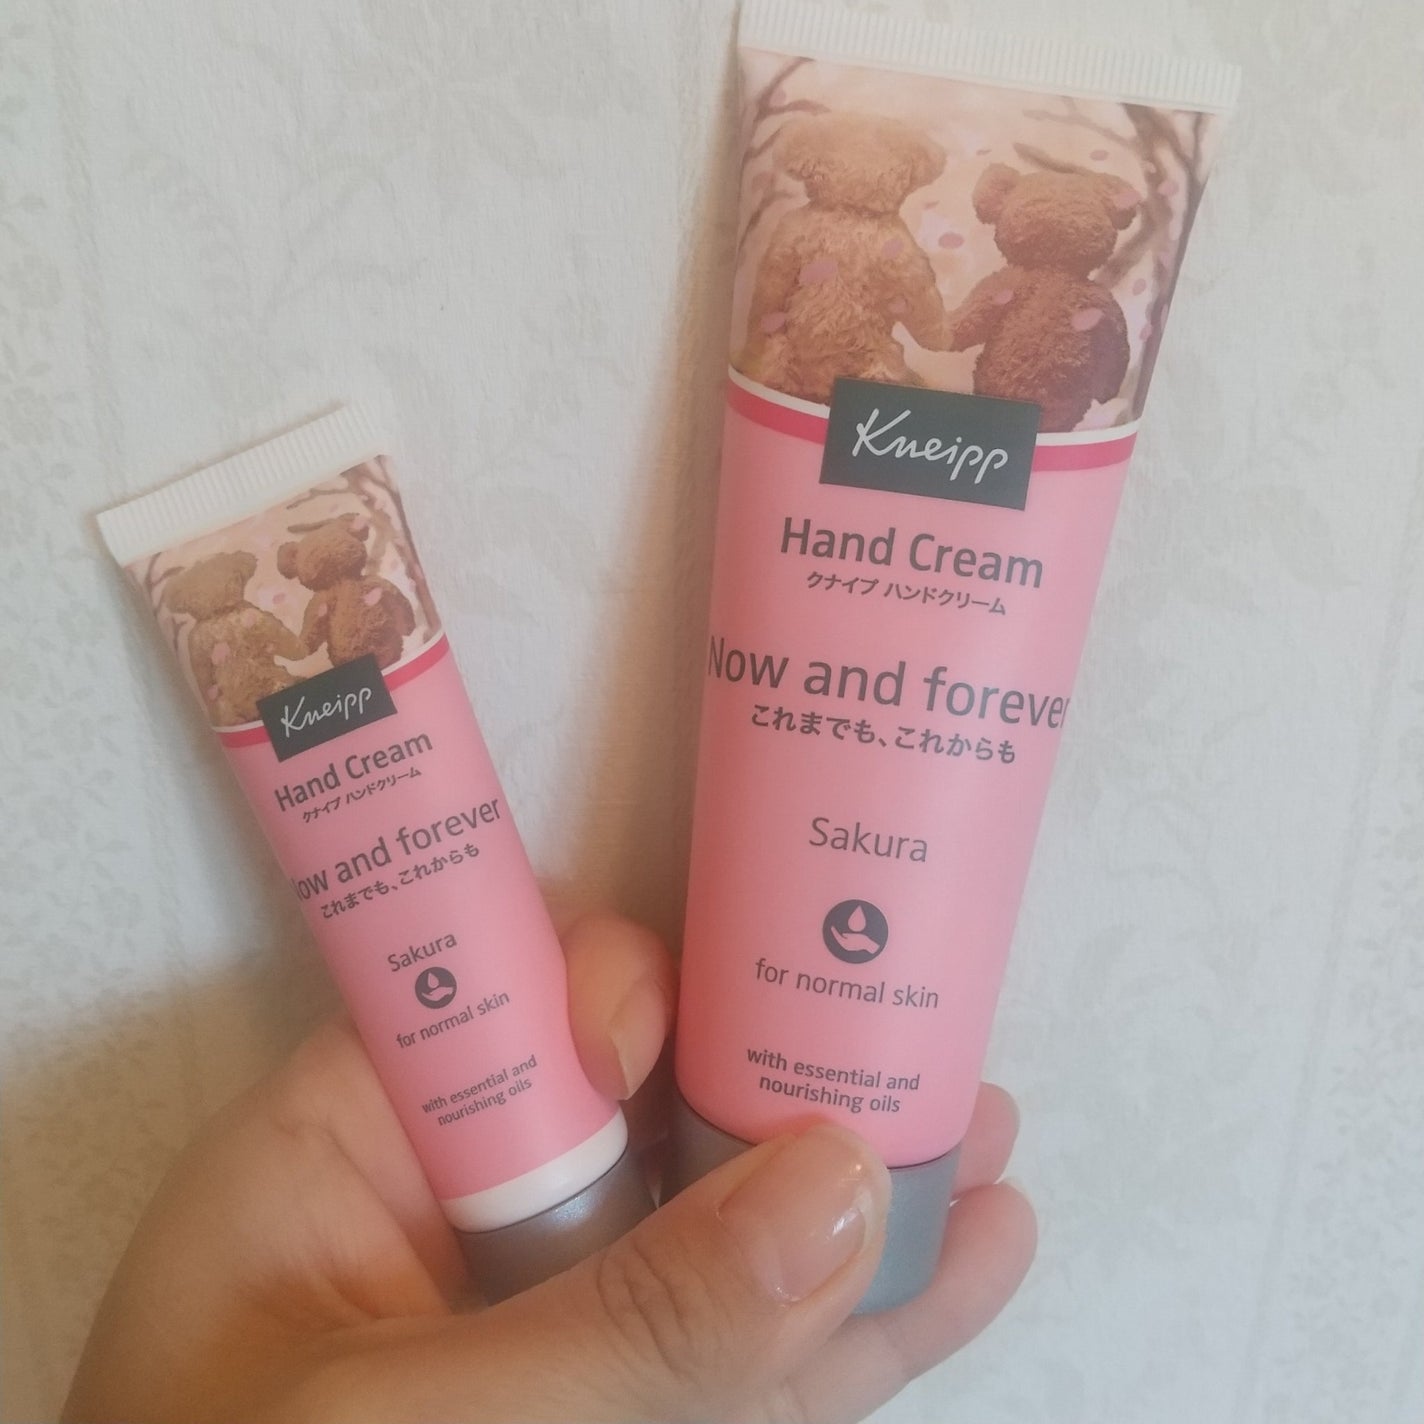 Kneipp
Hand Cream
クナイプ ハンドクリーム
Now and forever
これまでも、これからも
Sakura
for normal skin
with essential and
nourishing oils
Kneipp
Hand Cream
クナイプ ハンドクリーム
Now and forever
これまでも、これからも
Sakura
for normal skin
with essential and
nourishing oils